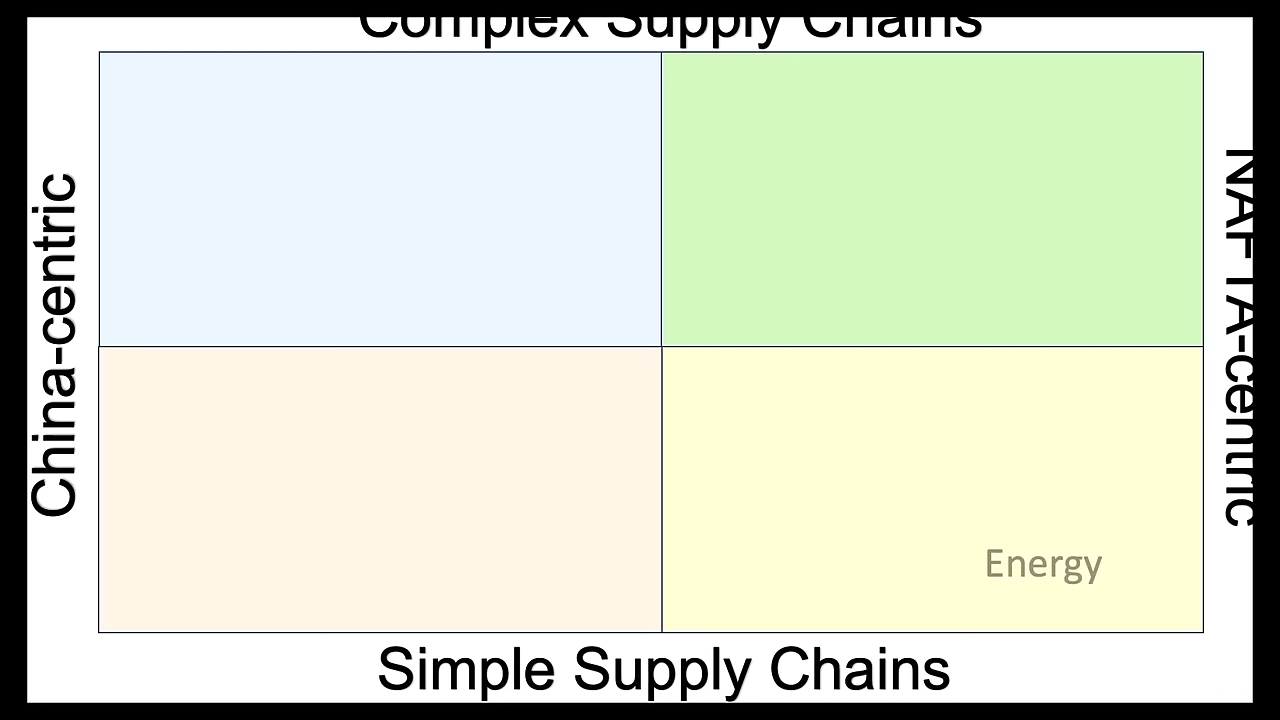 Complex Supply Chains
China-centric
NAFTA-centric
Energy
Simple Supply Chains